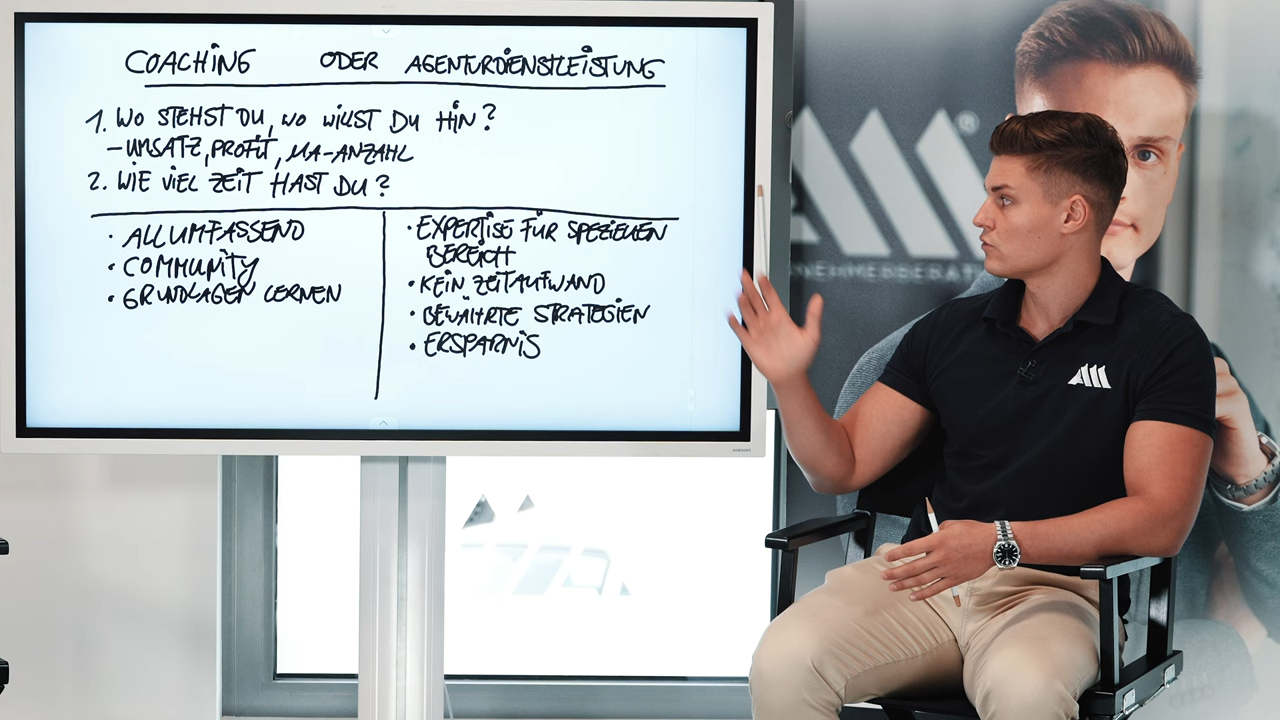 COACHING ODER AGENTURDIENSTLEISTUNG
1. WO STEHST DU, WO WILLST DU HIN?
- UMSATZ, PROFIT, MA-ANZAHL
2. WIE VIEL ZEIT HAST DU?
• ALLUMFASSEND
• COMMUNITY
• GRUNDLAGEN LERNEN
• EXPERTISE FÜR SPEZIELLEN
BEREICH
• KEIN ZEITAUFWAND
• BEWÄHRTE STRATEGIEN
• ERSPARNIS
SAMSUNG